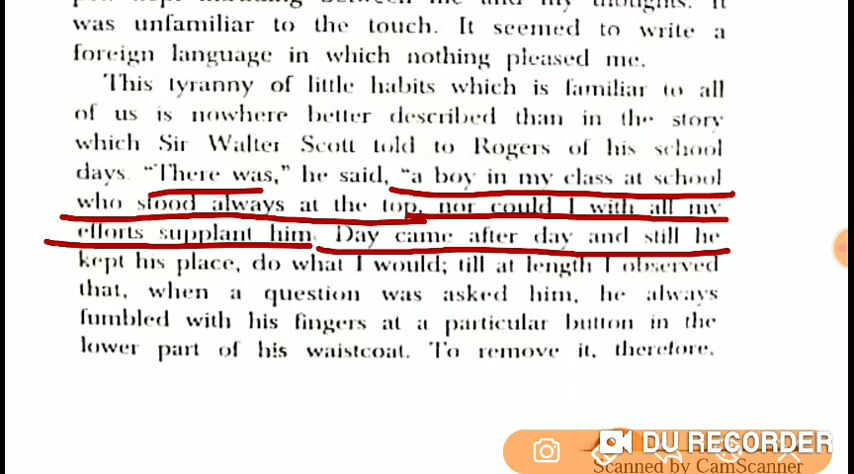 was unfamiliar to the touch. It seemed to write a
foreign language in which nothing pleased me.
This tyranny of little habits which is familiar to all
of us is nowhere better described than in the story
which Sir Walter Scott told to Rogers of his school
days. “There was,” he said, “a boy in my class at school
who stood always at the top, nor could I with all my
efforts supplant him. Day came after day and still he
kept his place, do what I would; till at length I observed
that, when a question was asked him, he always
fumbled with his fingers at a particular button in the
lower part of his waistcoat. To remove it, therefore,
DU RECORDER
Scanned by CamScanner